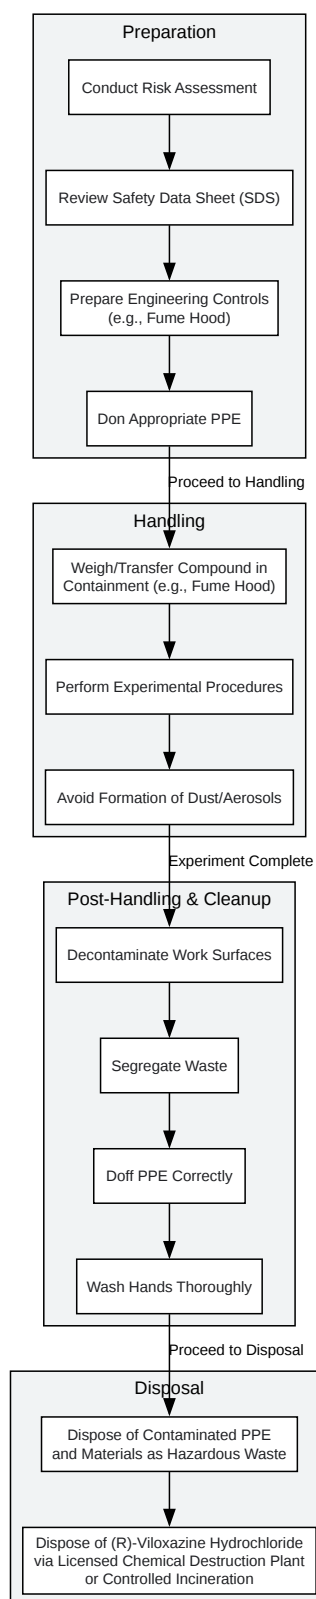 Preparation
Conduct Risk Assessment
Review Safety Data Sheet (SDS)
Prepare Engineering Controls
(e.g., Fume Hood)
Don Appropriate PPE
Proceed to Handling
Handling
Weigh/Transfer Compound in
Containment (e.g., Fume Hood)
Perform Experimental Procedures
Avoid Formation of Dust/Aerosols
Experiment Complete
Post-Handling & Cleanup
Decontaminate Work Surfaces
Segregate Waste
Doff PPE Correctly
Wash Hands Thoroughly
Proceed to Disposal
Disposal
Dispose of Contaminated PPE
and Materials as Hazardous Waste
Dispose of (R)-Viloxazine Hydrochloride
via Licensed Chemical Destruction Plant
or Controlled Incineration